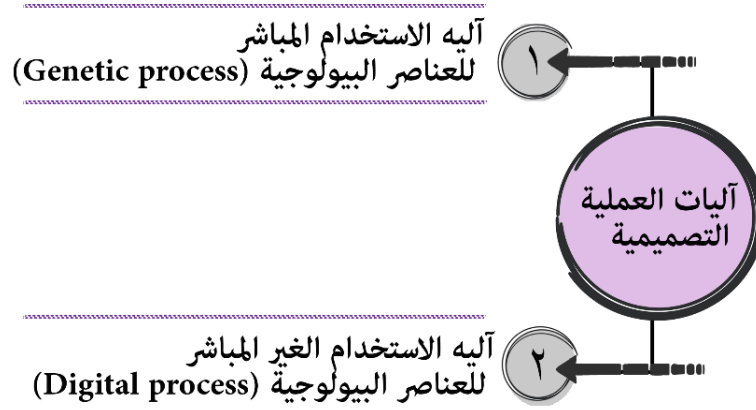 آليات العملية
التصميمية
١
آليه الاستخدام المباشر
للعناصر البيولوجية (Genetic process)
٢
آليه الاستخدام الغير المباشر
للعناصر البيولوجية (Digital process)